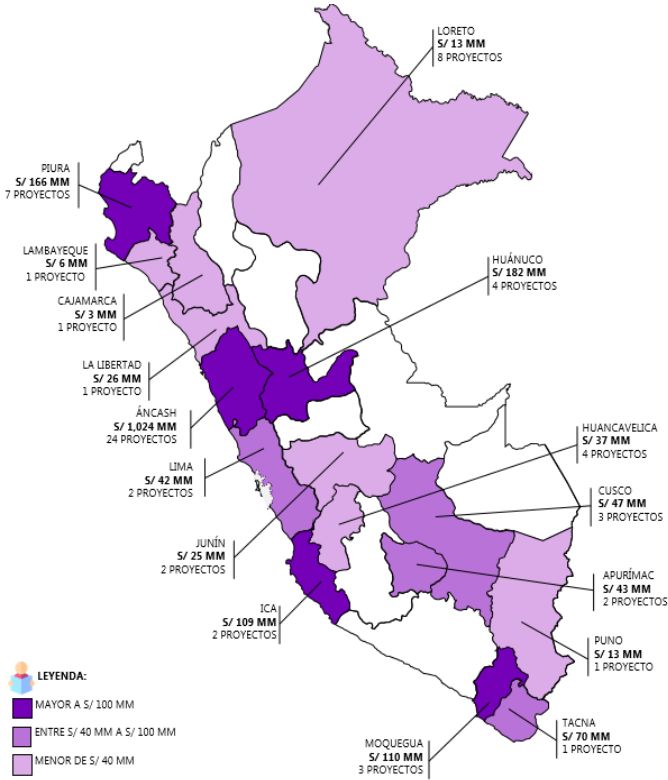 LORETO
S/ 13 MM
8 PROYECTOS
PIURA
S/ 166 MM
7 PROYECTOS
LAMBAYEQUE
S/ 6 MM
1 PROYECTO
HUÁNUCO
S/ 182 MM
4 PROYECTOS
CAJAMARCA
S/ 3 MM
1 PROYECTO
LA LIBERTAD
S/ 26 MM
1 PROYECTO
ÁNCASH
S/ 1,024 MM
24 PROYECTOS
HUANCAVELICA
S/ 37 MM
4 PROYECTOS
LIMA
S/ 42 MM
2 PROYECTOS
CUSCO
S/ 47 MM
3 PROYECTOS
JUNÍN
S/ 25 MM
2 PROYECTOS
APURÍMAC
S/ 43 MM
2 PROYECTOS
ICA
S/ 109 MM
2 PROYECTOS
PUNO
S/ 13 MM
1 PROYECTO
LEYENDA:
MAYOR A S/ 100 MM
ENTRE S/ 40 MM A S/ 100 MM
MENOR DE S/ 40 MM
TACNA
S/ 70 MM
1 PROYECTO
MOQUEGUA
S/ 110 MM
3 PROYECTOS